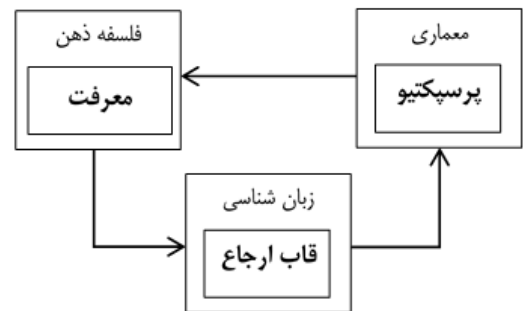 معماری
پرسپکتیو
فلسفه ذهن
معرفت
زبان شناسی
قاب ارجاع